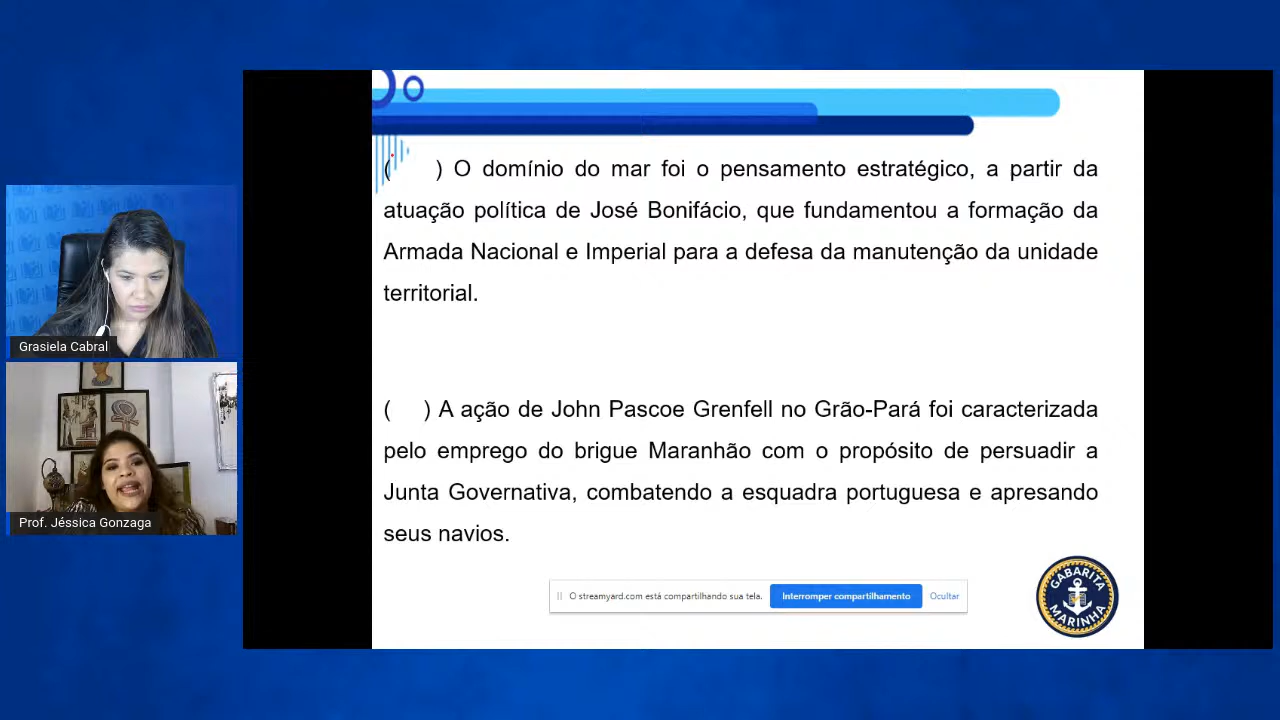 (      ) O domínio do mar foi o pensamento estratégico, a partir da
atuação política de José Bonifácio, que fundamentou a formação da
Armada Nacional e Imperial para a defesa da manutenção da unidade
territorial.
(     ) A ação de John Pascoe Grenfell no Grão-Pará foi caracterizada
pelo emprego do brigue Maranhão com o propósito de persuadir a
Junta Governativa, combatendo a esquadra portuguesa e apresando
seus navios.
Grasiela Cabral
Prof. Jéssica Gonzaga
O streamyard.com está compartilhando sua tela. Interromper compartilhamento Ocultar
GABARITA
MARINHA